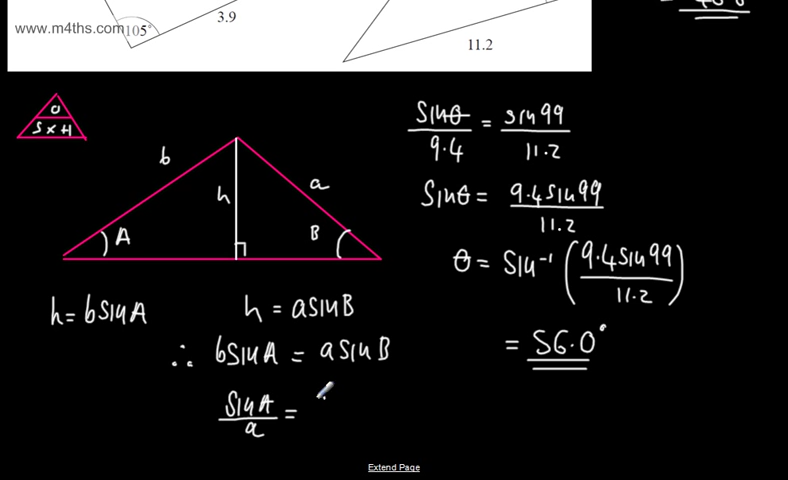 www.m4ths.com
105°
3.9
11.2
O
S × H
b
h
a
A
B
h = bsinA
h = asinB
∴ bsinA = asinB
sinA/a =
sinθ/9.4 = sin99/11.2
sinθ = 9.4sin99/11.2
θ = sin⁻¹(9.4sin99/11.2)
= 56.0°
Extend Page